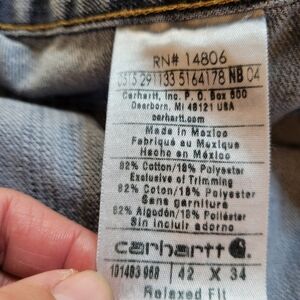 RN# 14806
0515 291133 5164178 NB 04
Carhartt, Inc. P. O. Box 600
Dearborn, MI 48121 USA
carhartt.com
Made in Mexico
Fabriqué au Mexique
Hecho en México
82% Cotton/18% Polyester
Exclusive of Trimming
82% Coton/18% Polyester
Sans garniture
82% Algodón/18% Poliéster
Sin incluir adorno
carhartt
101483 968 42 X 34
Relaxed Fit